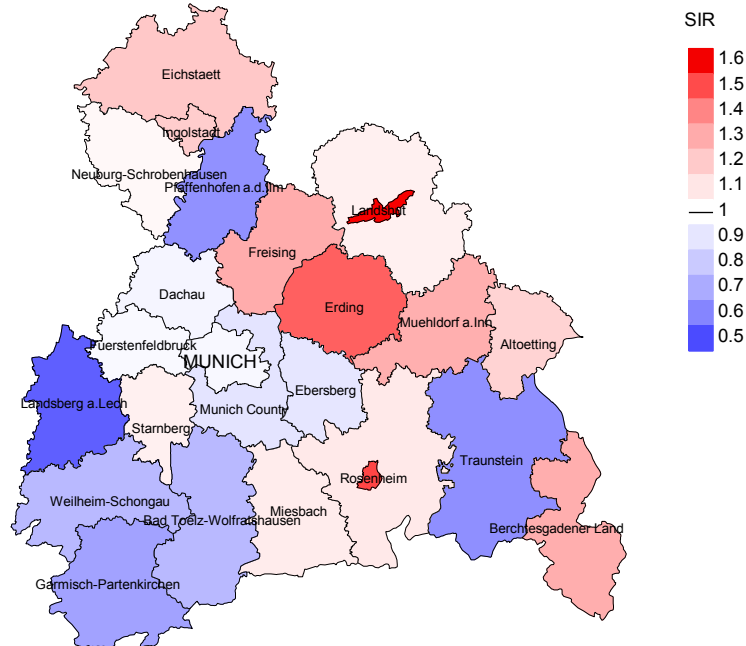 SIR
1.6
1.5
1.4
1.3
1.2
1.1
1
0.9
0.8
0.7
0.6
0.5
Eichstaett
Ingolstadt
Neuburg-Schrobenhausen
Pfaffenhofen a.d.Ilm
Landshut
Freising
Dachau
Erding
Muehldorf a.Inn
Altoetting
Fuerstenfeldbruck
MUNICH
Ebersberg
Landsberg a.Lech
Munich County
Starnberg
Traunstein
Rosenheim
Weilheim-Schongau
Miesbach
Bad Toelz-Wolfratshausen
Berchtesgadener Land
Garmisch-Partenkirchen